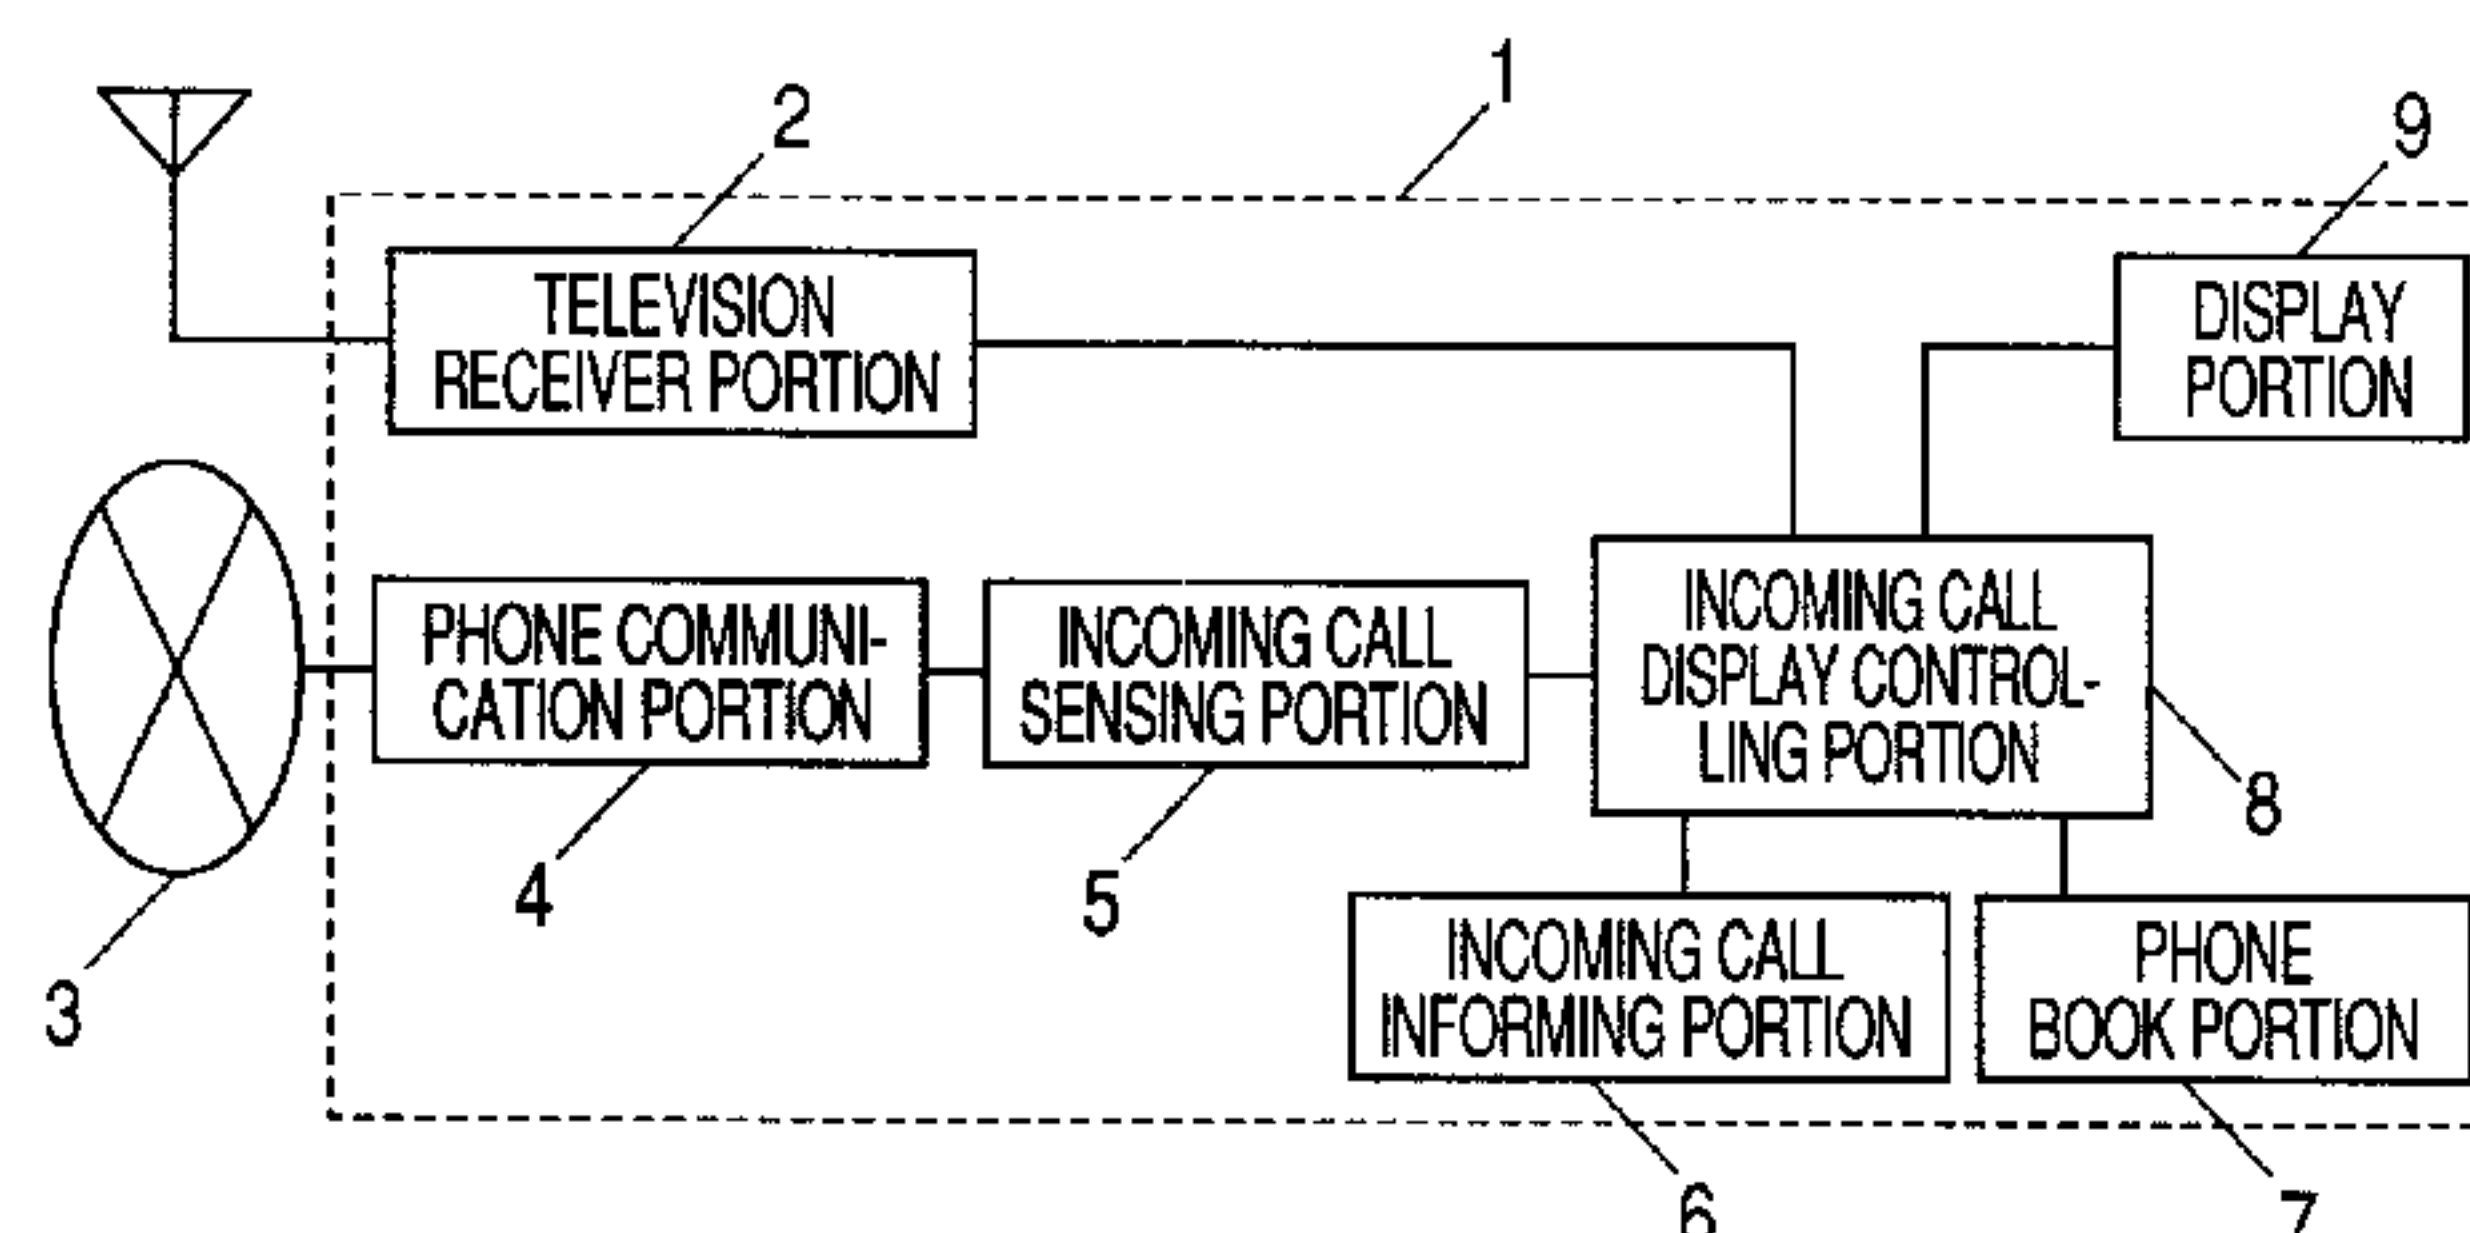 1
2
9
TELEVISION
RECEIVER PORTION
DISPLAY
PORTION
PHONE COMMUNI-
CATION PORTION
INCOMING CALL
SENSING PORTION
INCOMING CALL
DISPLAY CONTROL-
LING PORTION
8
4
5
3
INCOMING CALL
INFORMING PORTION
PHONE
BOOK PORTION
6
7